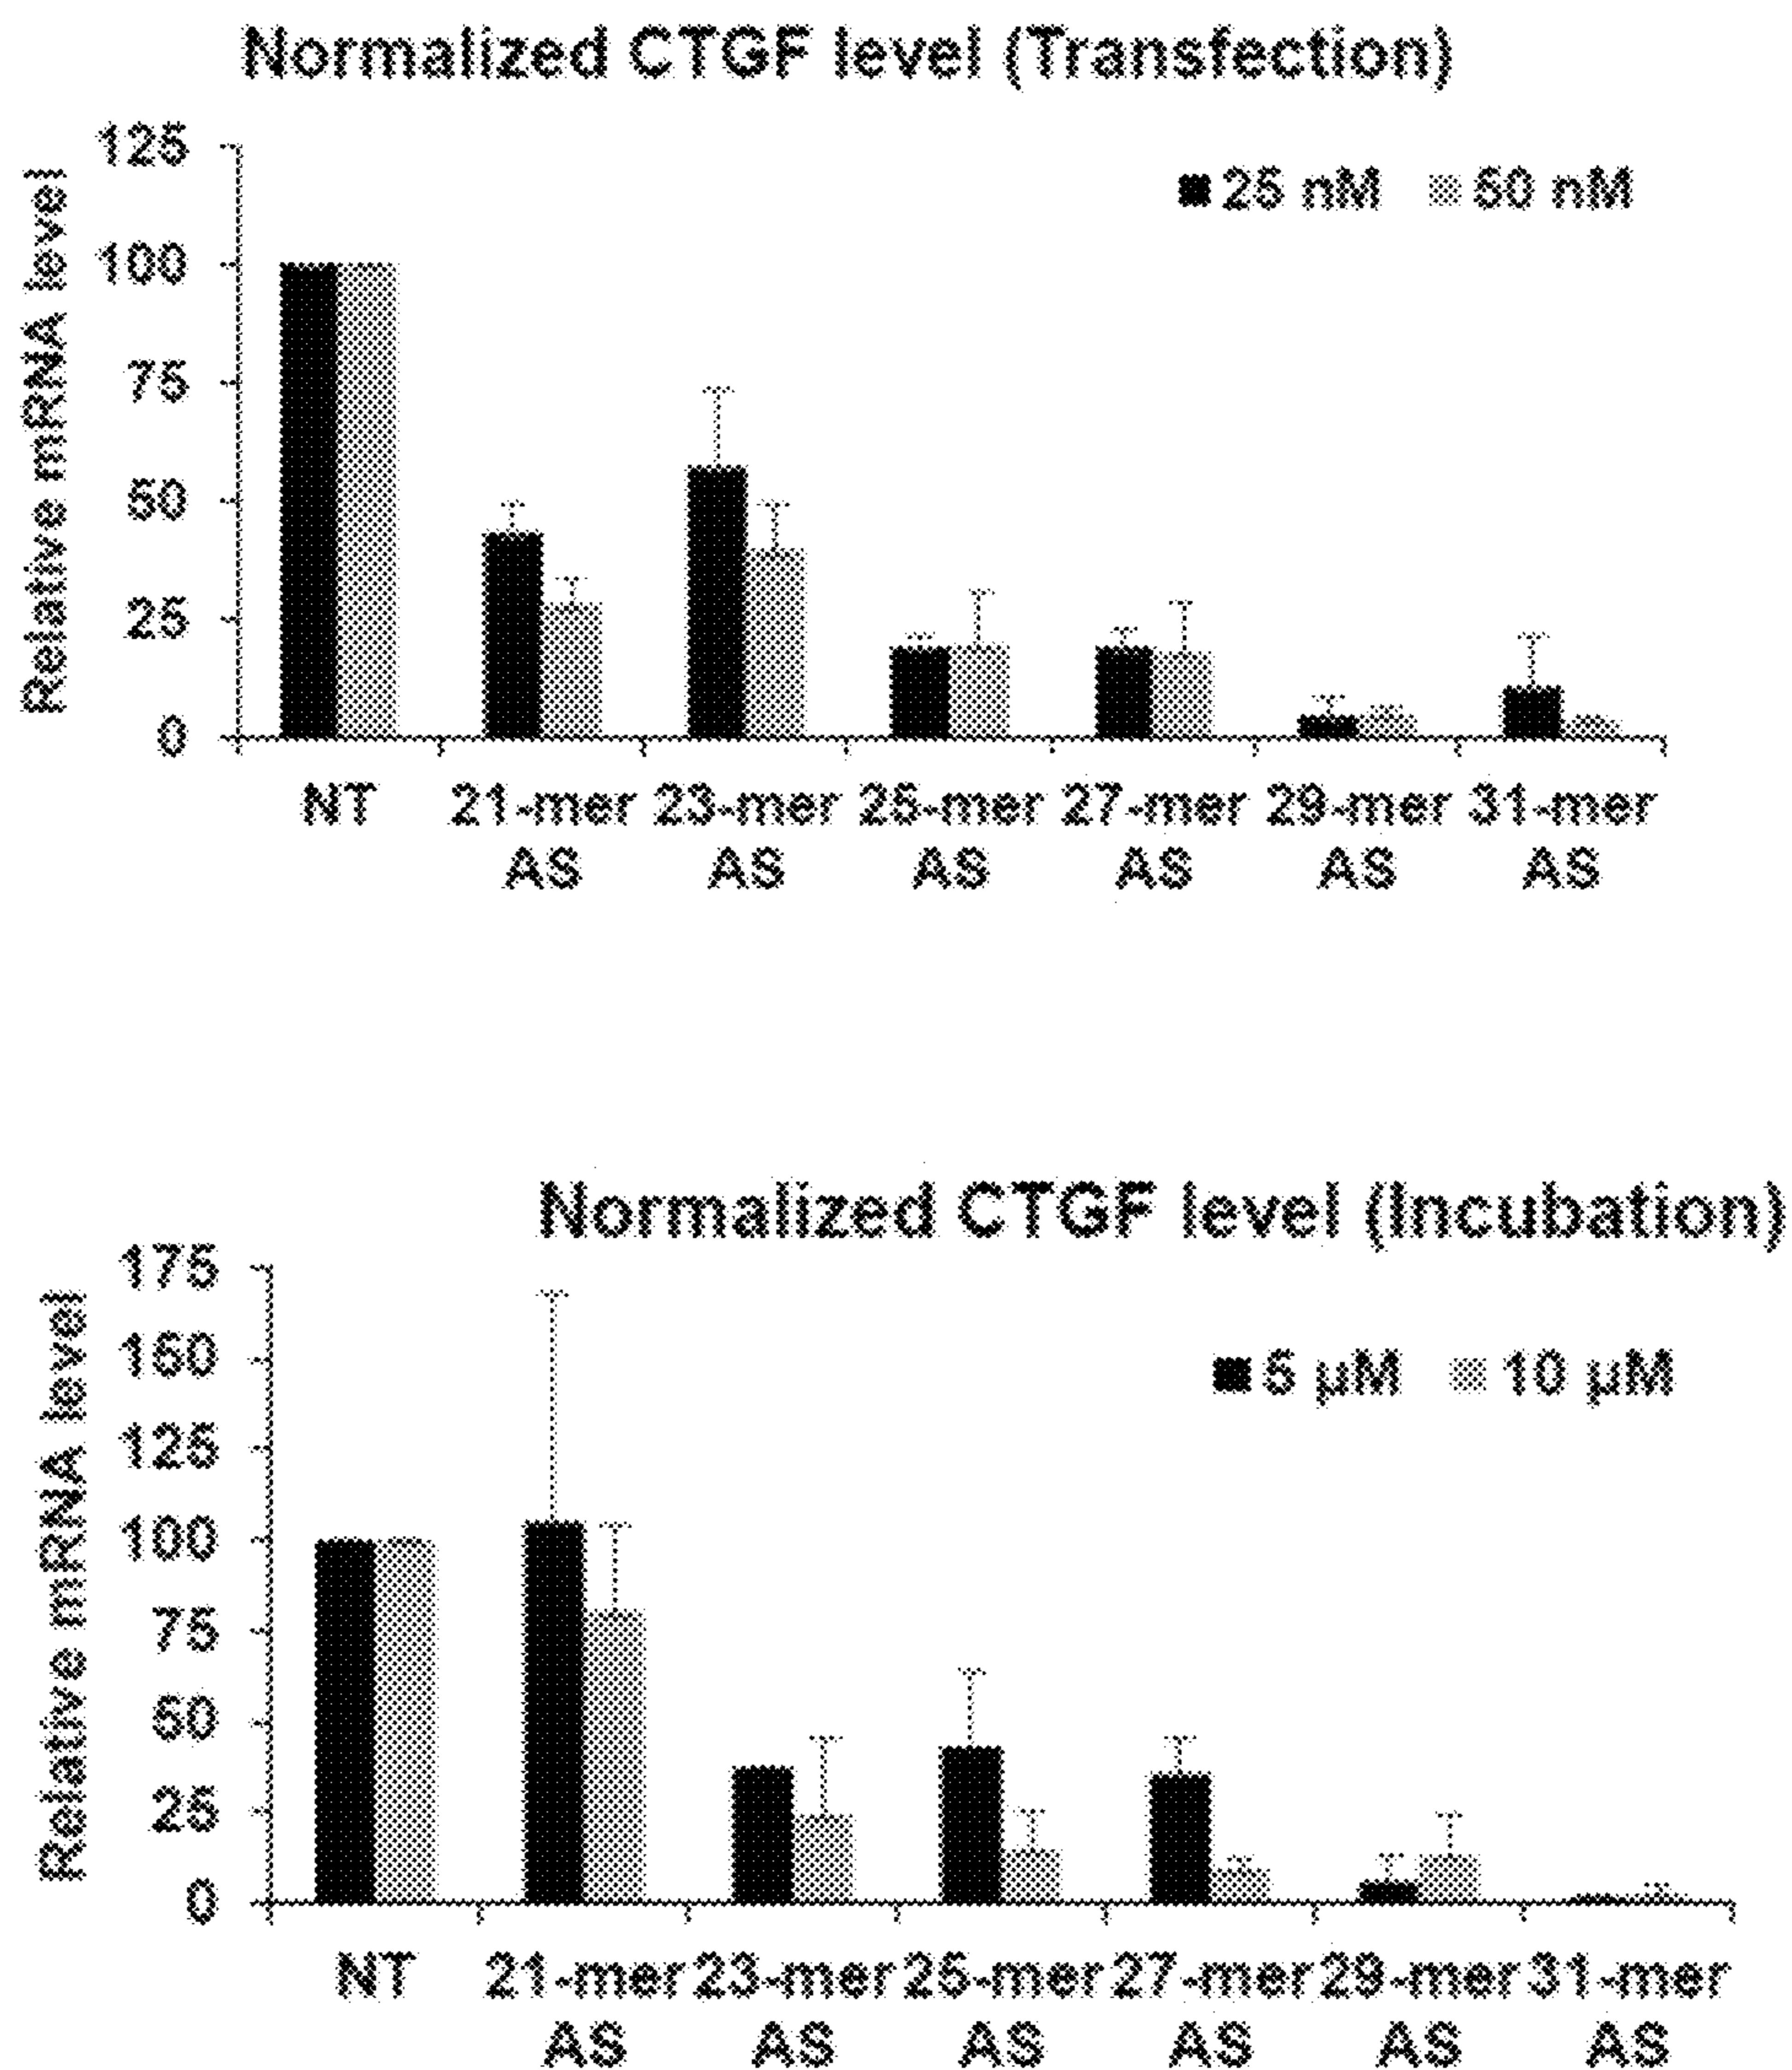 Normalized CTGF level (Transfection)
Relative mRNA level
125
100
75
50
25
0
25 nM 50 nM
NT 21-mer 23-mer 25-mer 27-mer 29-mer 31-mer
AS AS AS AS AS AS
Normalized CTGF level (Incubation)
Relative mRNA level
175
150
125
100
75
50
25
0
5 µM 10 µM
NT 21-mer 23-mer 25-mer 27-mer 29-mer 31-mer
AS AS AS AS AS AS